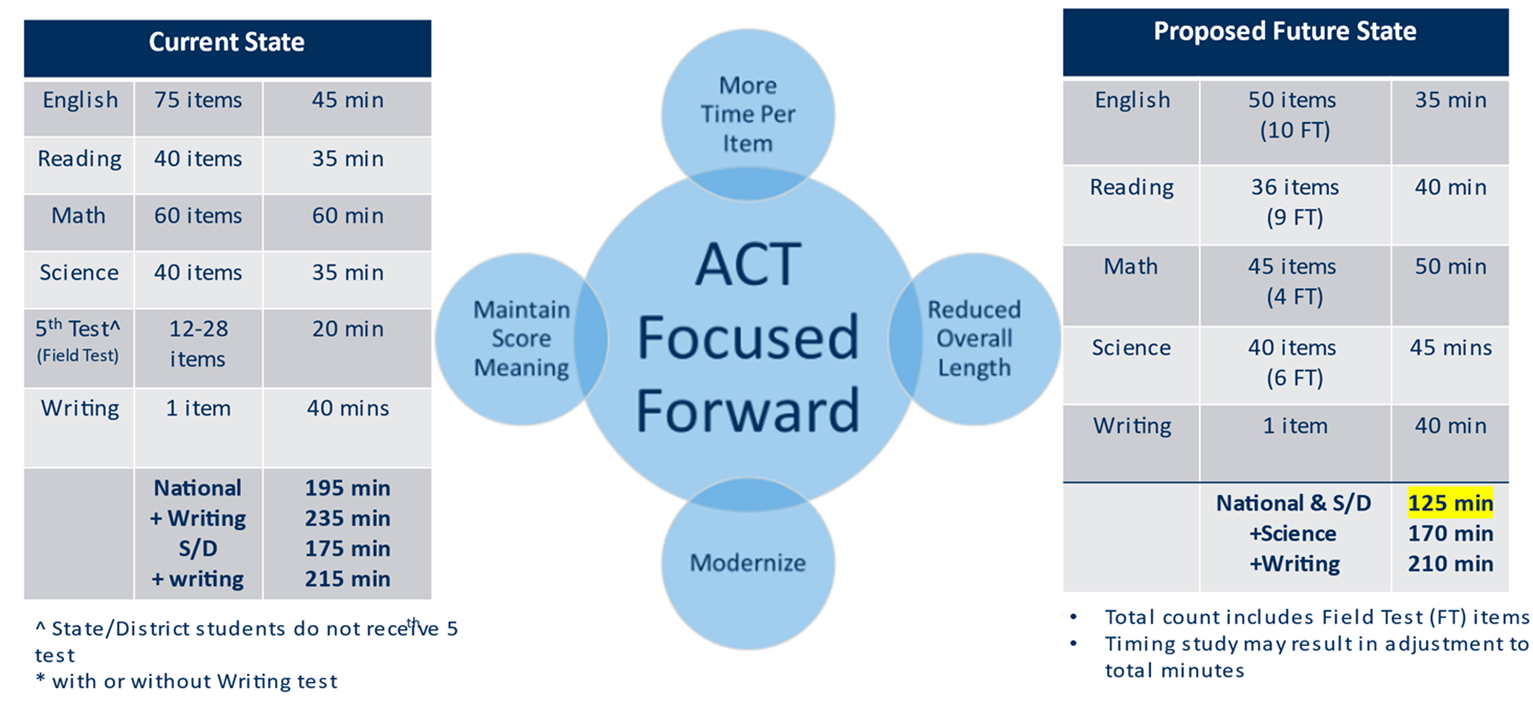 Current State
English 75 items 45 min
Reading 40 items 35 min
Math 60 items 60 min
Science 40 items 35 min
5th Test^ 12-28 20 min
(Field Test) items
Writing 1 item 40 mins
National 195 min
+ Writing 235 min
S/D 175 min
+ writing 215 min
^ State/District students do not receive 5th
test
* with or without Writing test
More
Time Per
Item
Maintain
Score
Meaning
ACT
Focused
Forward
Reduced
Overall
Length
Modernize
Proposed Future State
English 50 items 35 min
(10 FT)
Reading 36 items 40 min
(9 FT)
Math 45 items 50 min
(4 FT)
Science 40 items 45 mins
(6 FT)
Writing 1 item 40 min
National & S/D 125 min
+Science 170 min
+Writing 210 min
• Total count includes Field Test (FT) items
• Timing study may result in adjustment to
total minutes